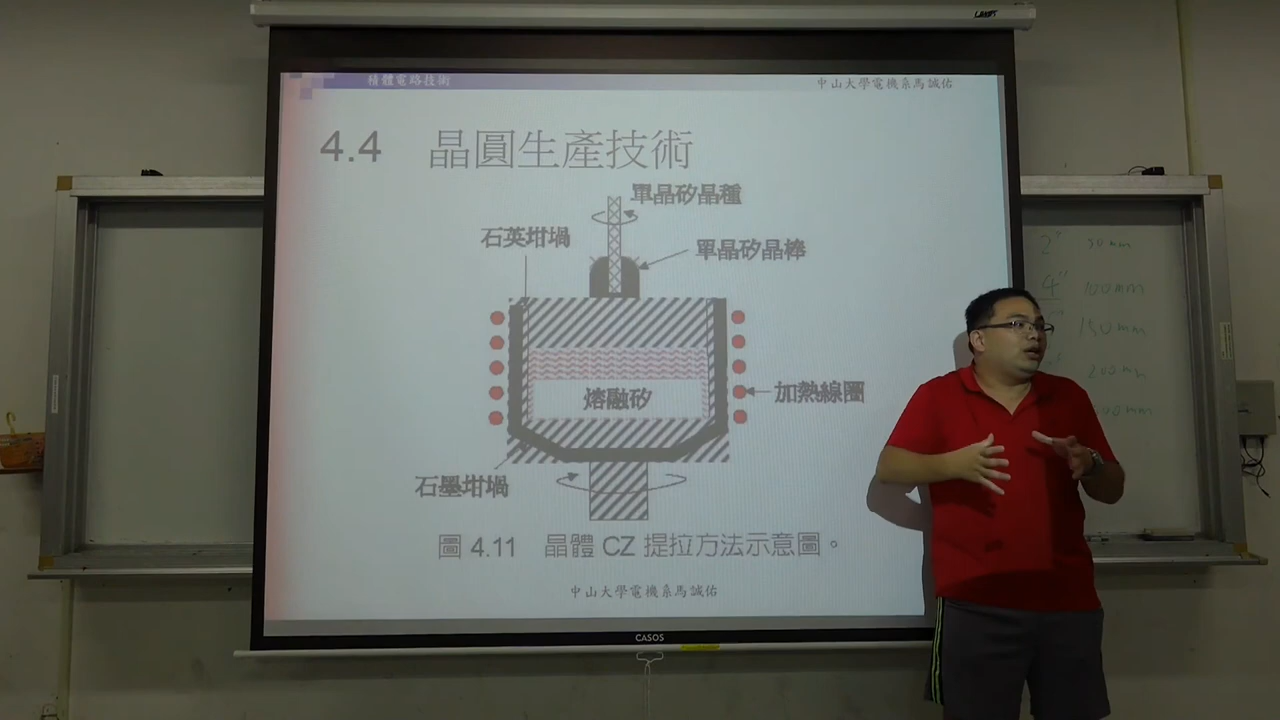 積體電路技術
中山大學電機系馬誠佑
4.4 晶圓生產技術
單晶矽晶種
石英坩堝
單晶矽晶棒
熔融矽
加熱線圈
石墨坩堝
圖 4.11 晶體 CZ 提拉方法示意圖。
中山大學電機系馬誠佑
CASOS
2" 50mm
4" 100mm
150mm
200mm